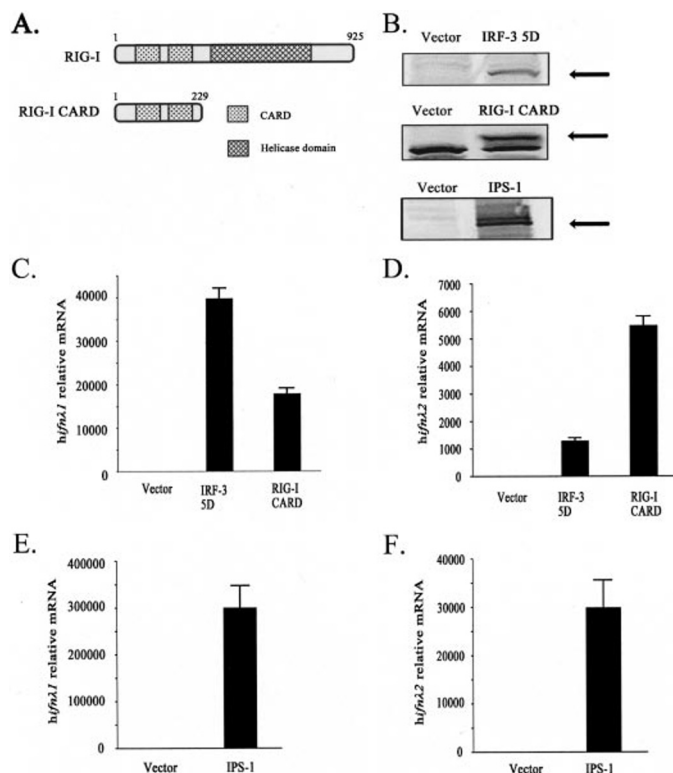 A.
1 925
RIG-I
1 229
RIG-I CARD
CARD
Helicase domain
B.
Vector IRF-3 5D
Vector RIG-I CARD
Vector IPS-1
C.
hifnλ1 relative mRNA
40000
30000
20000
10000
0
Vector IRF-3 5D RIG-I CARD
D.
hifnλ2 relative mRNA
7000
6000
5000
4000
3000
2000
1000
0
Vector IRF-3 5D RIG-I CARD
E.
hifnλ1 relative mRNA
400000
300000
200000
100000
0
Vector IPS-1
F.
hifnλ2 relative mRNA
40000
30000
20000
10000
0
Vector IPS-1